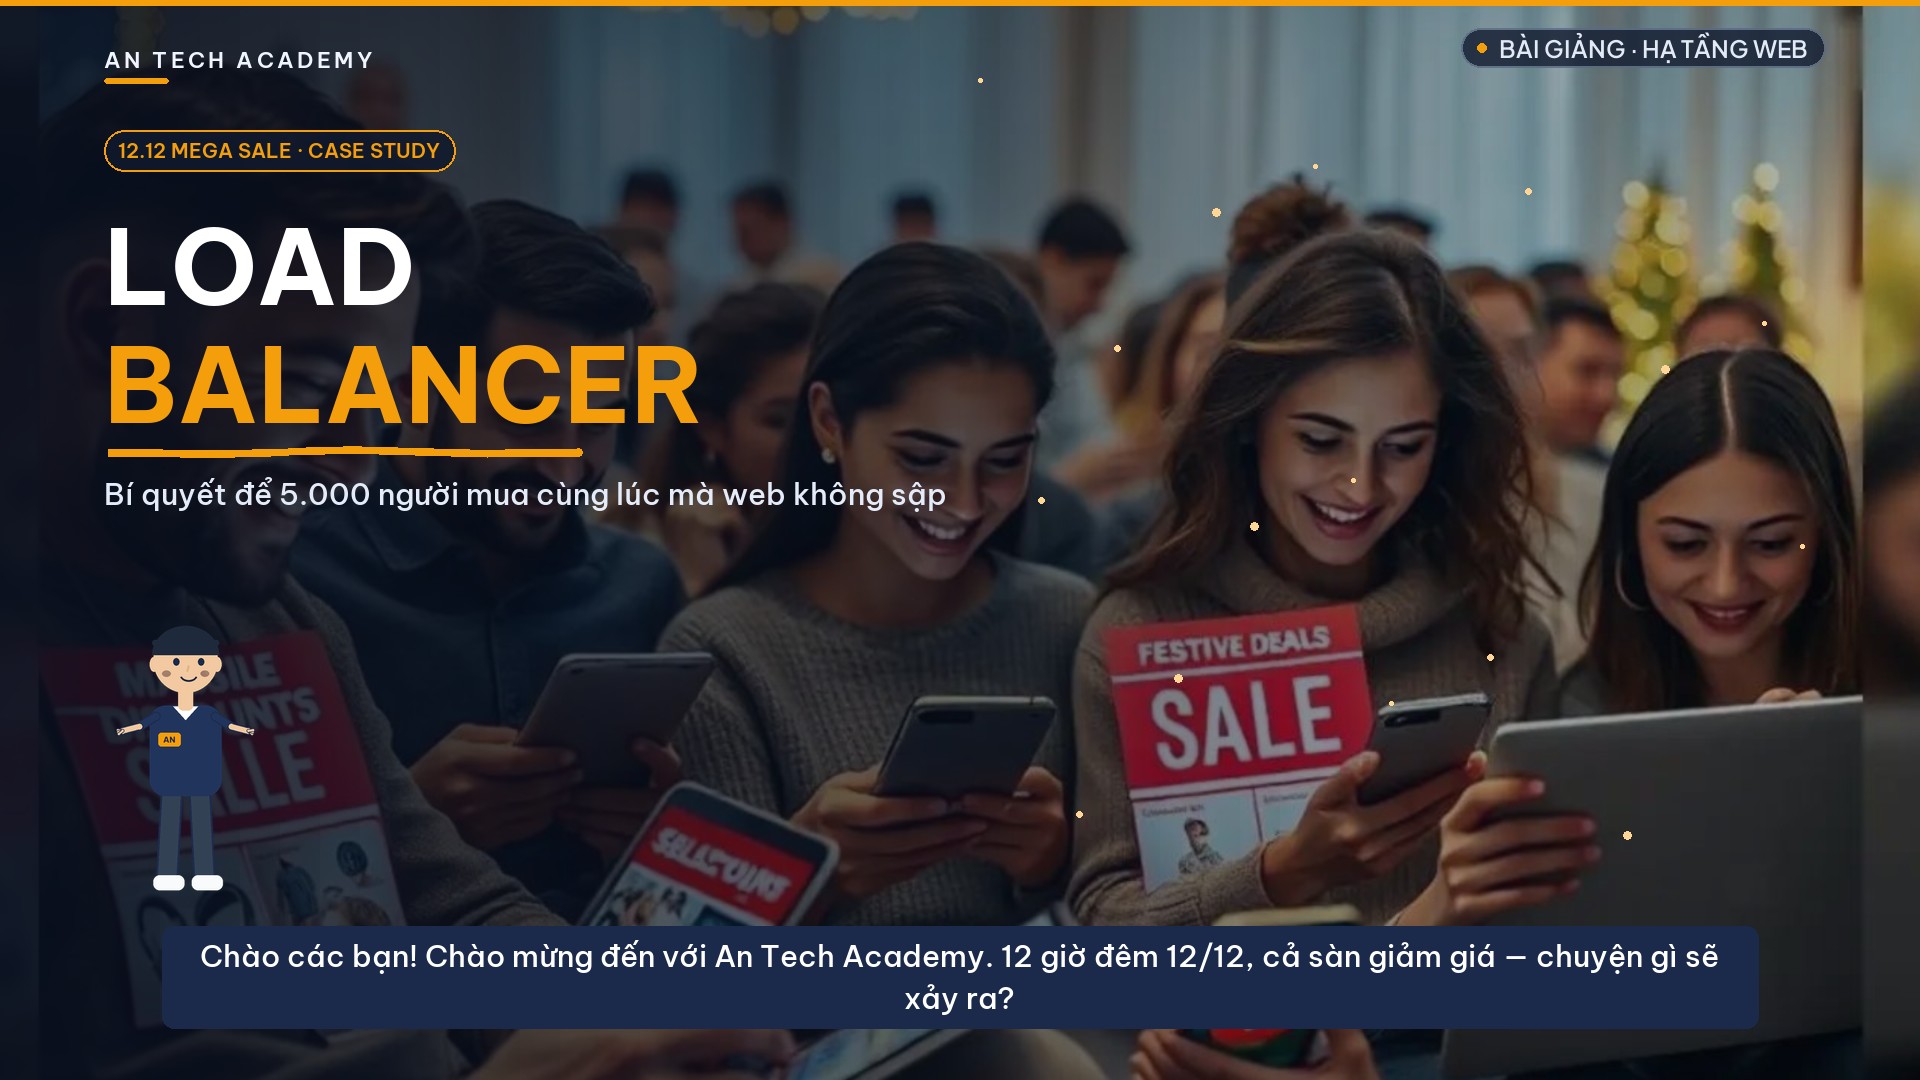 AN TECH ACADEMY
BÀI GIẢNG · HẠ TẦNG WEB
12.12 MEGA SALE · CASE STUDY
LOAD
BALANCER
Bí quyết để 5.000 người mua cùng lúc mà web không sập
FESTIVE DEALS
SALE
AN
Chào các bạn! Chào mừng đến với An Tech Academy. 12 giờ đêm 12/12, cả sàn giảm giá — chuyện gì sẽ
xảy ra?